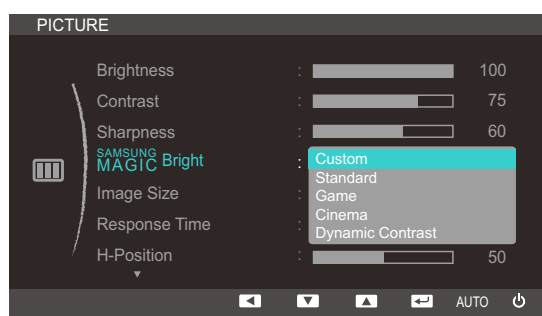 PICTURE
Brightness : 100
Contrast : 75
Sharpness : 60
SAMSUNG MAGIC Bright : Custom
Standard
Image Size : Game
Cinema
Response Time : Dynamic Contrast
H-Position : 50
AUTO